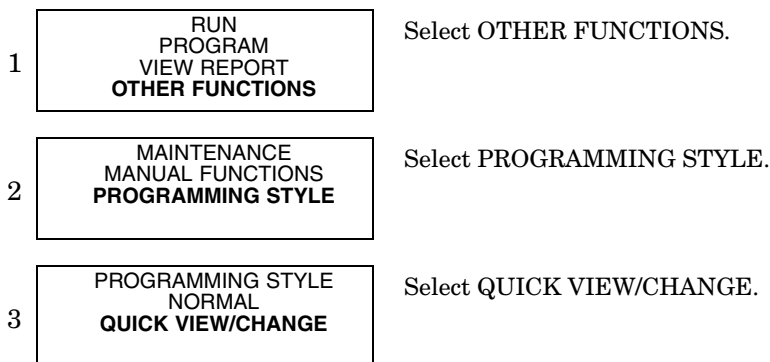 1
RUN
PROGRAM
VIEW REPORT
OTHER FUNCTIONS
Select OTHER FUNCTIONS.
2
MAINTENANCE
MANUAL FUNCTIONS
PROGRAMMING STYLE
Select PROGRAMMING STYLE.
3
PROGRAMMING STYLE
NORMAL
QUICK VIEW/CHANGE
Select QUICK VIEW/CHANGE.